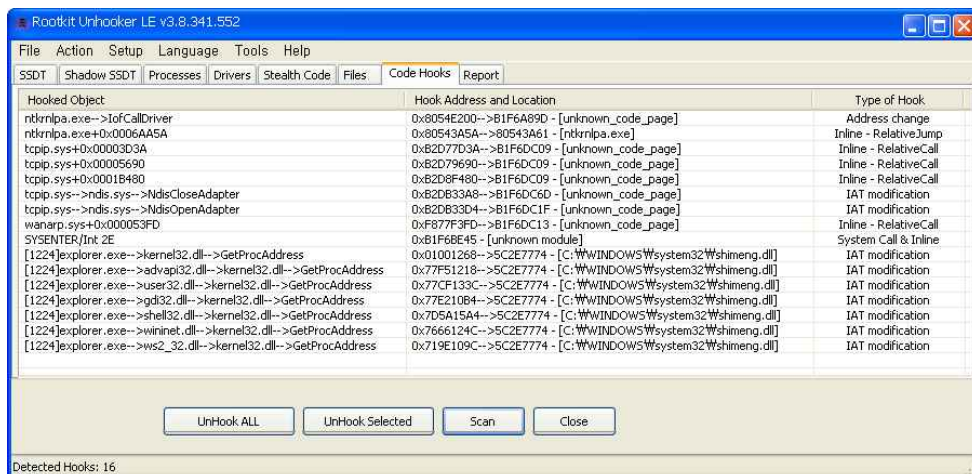 Rootkit Unhooker LE v3.8.341.552
File Action Setup Language Tools Help
SSDT Shadow SSDT Processes Drivers Stealth Code Files Code Hooks Report
Hooked Object Hook Address and Location Type of Hook
ntkrnlpa.exe-->IofCallDriver 0x8054E200-->B1F6A89D - [unknown_code_page] Address change
ntkrnlpa.exe+0x0006AA5A 0x80543A5A-->80543A61 - [ntkrnlpa.exe] Inline - RelativeJump
tcpip.sys+0x00003D3A 0xB2D77D3A-->B1F6DC09 - [unknown_code_page] Inline - RelativeCall
tcpip.sys+0x00005690 0xB2D79690-->B1F6DC09 - [unknown_code_page] Inline - RelativeCall
tcpip.sys+0x0001B480 0xB2D8F480-->B1F6DC09 - [unknown_code_page] Inline - RelativeCall
tcpip.sys-->ndis.sys-->NdisCloseAdapter 0xB2DB33A8-->B1F6DC6D - [unknown_code_page] IAT modification
tcpip.sys-->ndis.sys-->NdisOpenAdapter 0xB2DB33D4-->B1F6DC1F - [unknown_code_page] IAT modification
wanarp.sys+0x000053FD 0xF877F3FD-->B1F6DC13 - [unknown_code_page] Inline - RelativeCall
SYSENTER/Int 2E 0xB1F6BE45 - [unknown module] System Call & Inline
[1224]explorer.exe-->kernel32.dll-->GetProcAddress 0x01001268-->5C2E7774 - [C:₩WINDOWS₩system32₩shimeng.dll] IAT modification
[1224]explorer.exe-->advapi32.dll-->kernel32.dll-->GetProcAddress 0x77F51218-->5C2E7774 - [C:₩WINDOWS₩system32₩shimeng.dll] IAT modification
[1224]explorer.exe-->user32.dll-->kernel32.dll-->GetProcAddress 0x77CF133C-->5C2E7774 - [C:₩WINDOWS₩system32₩shimeng.dll] IAT modification
[1224]explorer.exe-->gdi32.dll-->kernel32.dll-->GetProcAddress 0x77E210B4-->5C2E7774 - [C:₩WINDOWS₩system32₩shimeng.dll] IAT modification
[1224]explorer.exe-->shell32.dll-->kernel32.dll-->GetProcAddress 0x7D5A15A4-->5C2E7774 - [C:₩WINDOWS₩system32₩shimeng.dll] IAT modification
[1224]explorer.exe-->wininet.dll-->kernel32.dll-->GetProcAddress 0x7666124C-->5C2E7774 - [C:₩WINDOWS₩system32₩shimeng.dll] IAT modification
[1224]explorer.exe-->ws2_32.dll-->kernel32.dll-->GetProcAddress 0x719E109C-->5C2E7774 - [C:₩WINDOWS₩system32₩shimeng.dll] IAT modification
UnHook ALL UnHook Selected Scan Close
Detected Hooks: 16